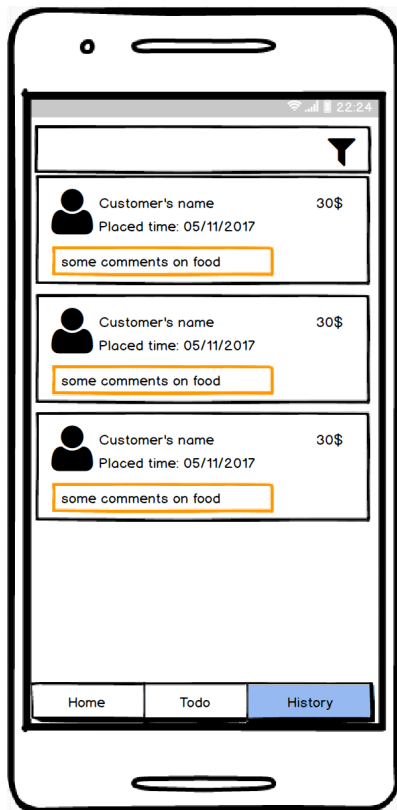 22:24
Customer's name 30$
Placed time: 05/11/2017
some comments on food
Customer's name 30$
Placed time: 05/11/2017
some comments on food
Customer's name 30$
Placed time: 05/11/2017
some comments on food
Home Todo History